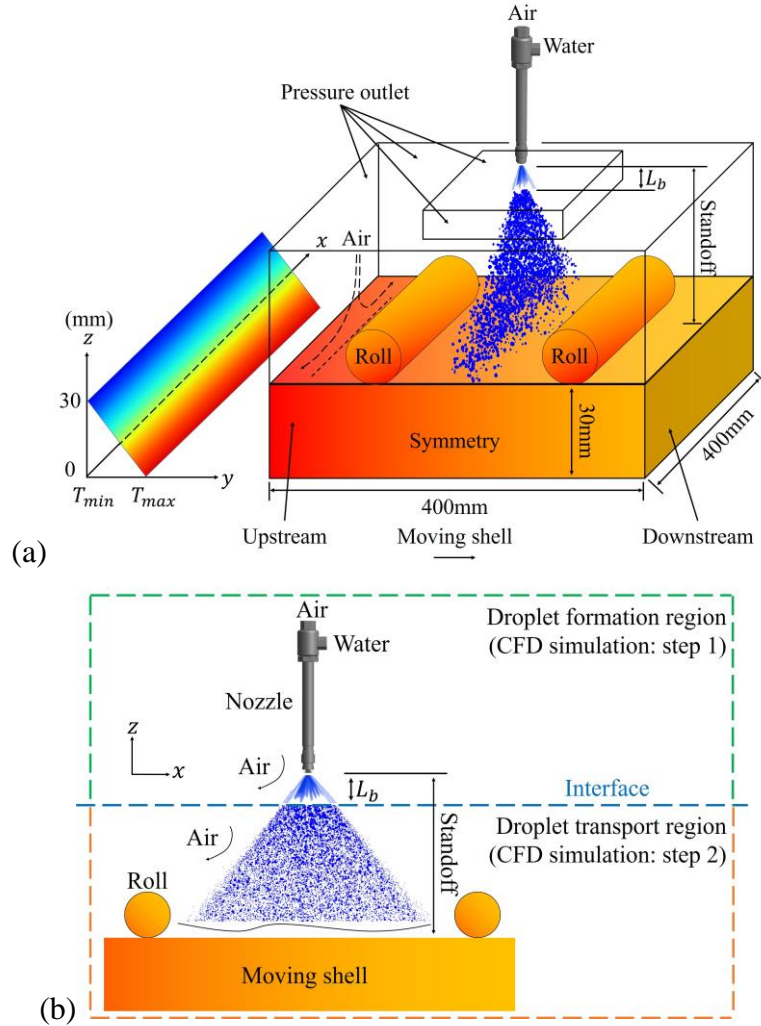 Air
Water
Pressure outlet
L_b
Standoff
x
Air
(mm)
z
30
0
T_min
T_max
y
Roll
Roll
30mm
Symmetry
400mm
400mm
Upstream
Moving shell
Downstream
(a)
Air
Water
Droplet formation region
(CFD simulation: step 1)
Nozzle
z
x
Air
L_b
Interface
Air
Standoff
Droplet transport region
(CFD simulation: step 2)
Roll
Moving shell
(b)